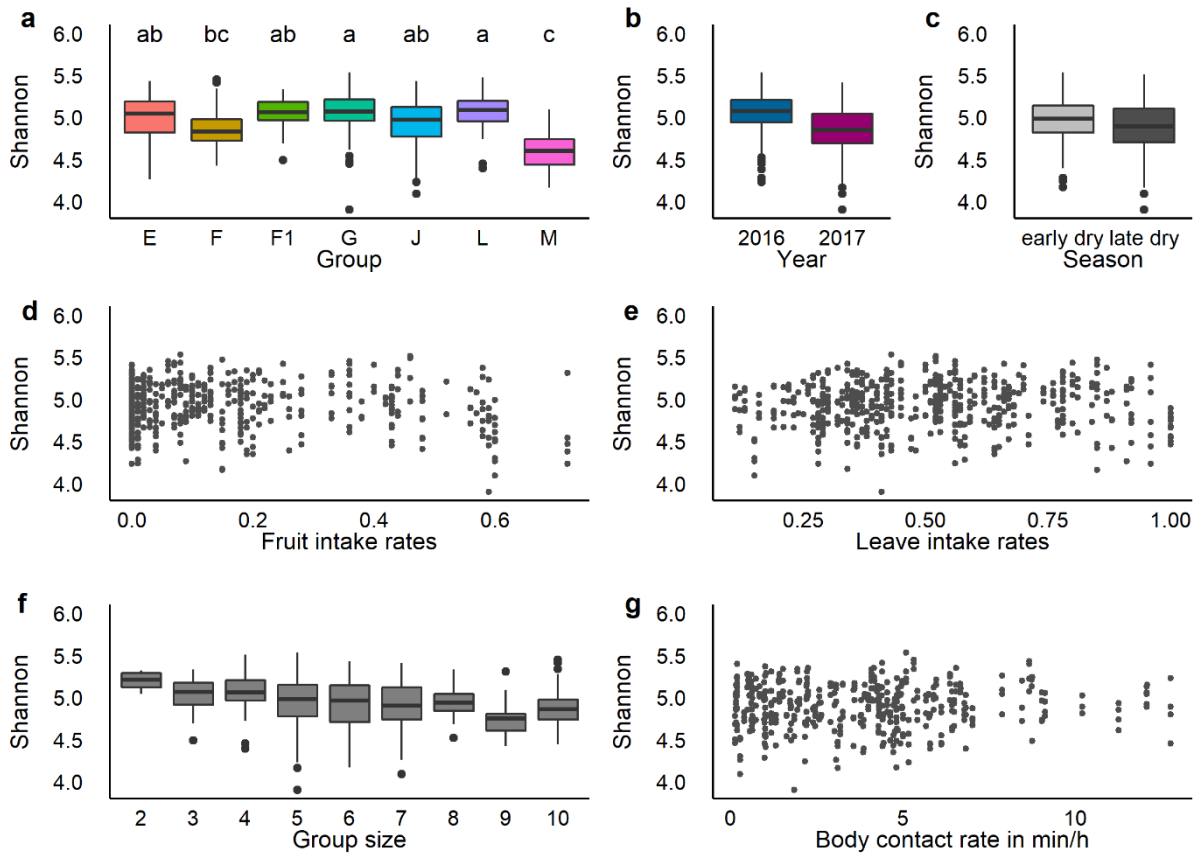 a
6.0
5.5
5.0
4.5
4.0
Shannon
ab bc ab a ab a c
E F F1 G J L M
Group
b
6.0
5.5
5.0
4.5
4.0
Shannon
2016 2017
Year
c
6.0
5.5
5.0
4.5
4.0
Shannon
early dry late dry
Season
d
6.0
5.5
5.0
4.5
4.0
Shannon
0.0 0.2 0.4 0.6
Fruit intake rates
e
6.0
5.5
5.0
4.5
4.0
Shannon
0.25 0.50 0.75 1.00
Leave intake rates
f
6.0
5.5
5.0
4.5
4.0
Shannon
2 3 4 5 6 7 8 9 10
Group size
g
6.0
5.5
5.0
4.5
4.0
Shannon
0 5 10
Body contact rate in min/h